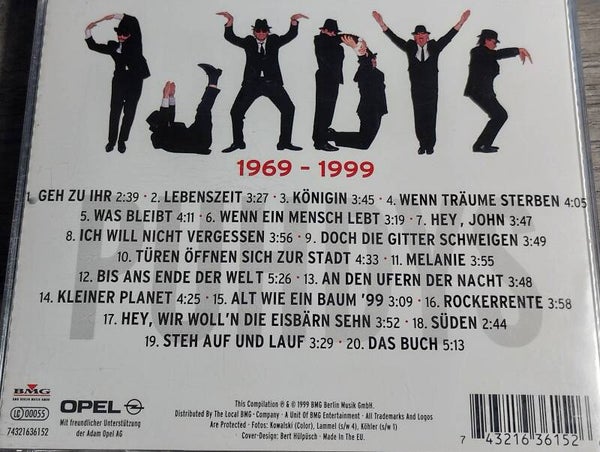 PUHDYS
1969 - 1999
1. GEH ZU IHR 2:39 · 2. LEBENSZEIT 3:27 · 3. KÖNIGIN 3:45 · 4. WENN TRÄUME STERBEN 4:05
5. WAS BLEIBT 4:11 · 6. WENN EIN MENSCH LEBT 3:19 · 7. HEY, JOHN 3:47
8. ICH WILL NICHT VERGESSEN 3:56 · 9. DOCH DIE GITTER SCHWEIGEN 3:49
10. TÜREN ÖFFNEN SICH ZUR STADT 4:33 · 11. MELANIE 3:55
12. BIS ANS ENDE DER WELT 5:26 · 13. AN DEN UFERN DER NACHT 3:48
14. KLEINER PLANET 4:25 · 15. ALT WIE EIN BAUM '99 3:09 · 16. ROCKERRENTE 3:58
17. HEY, WIR WOLL'N DIE EISBÄRN SEHN 3:52 · 18. SÜDEN 2:44
19. STEH AUF UND LAUF 3:29 · 20. DAS BUCH 5:13
BMG
BMG BERLIN MUSIK GMBH
LC 00055
74321636152
OPEL
Mit freundlicher Unterstützung
der Adam Opel AG
This Compilation ℗ & © 1999 BMG Berlin Musik GmbH.
Distributed By The Local BMG - Company · A Unit Of BMG Entertainment · All Trademarks And Logos
Are Protected · Fotos: Kowalski (Color), Lammel (s/w 4), Köhler (s/w 1)
Cover-Design: Bert Hülpüsch · Made In The EU.
7 43216 36152